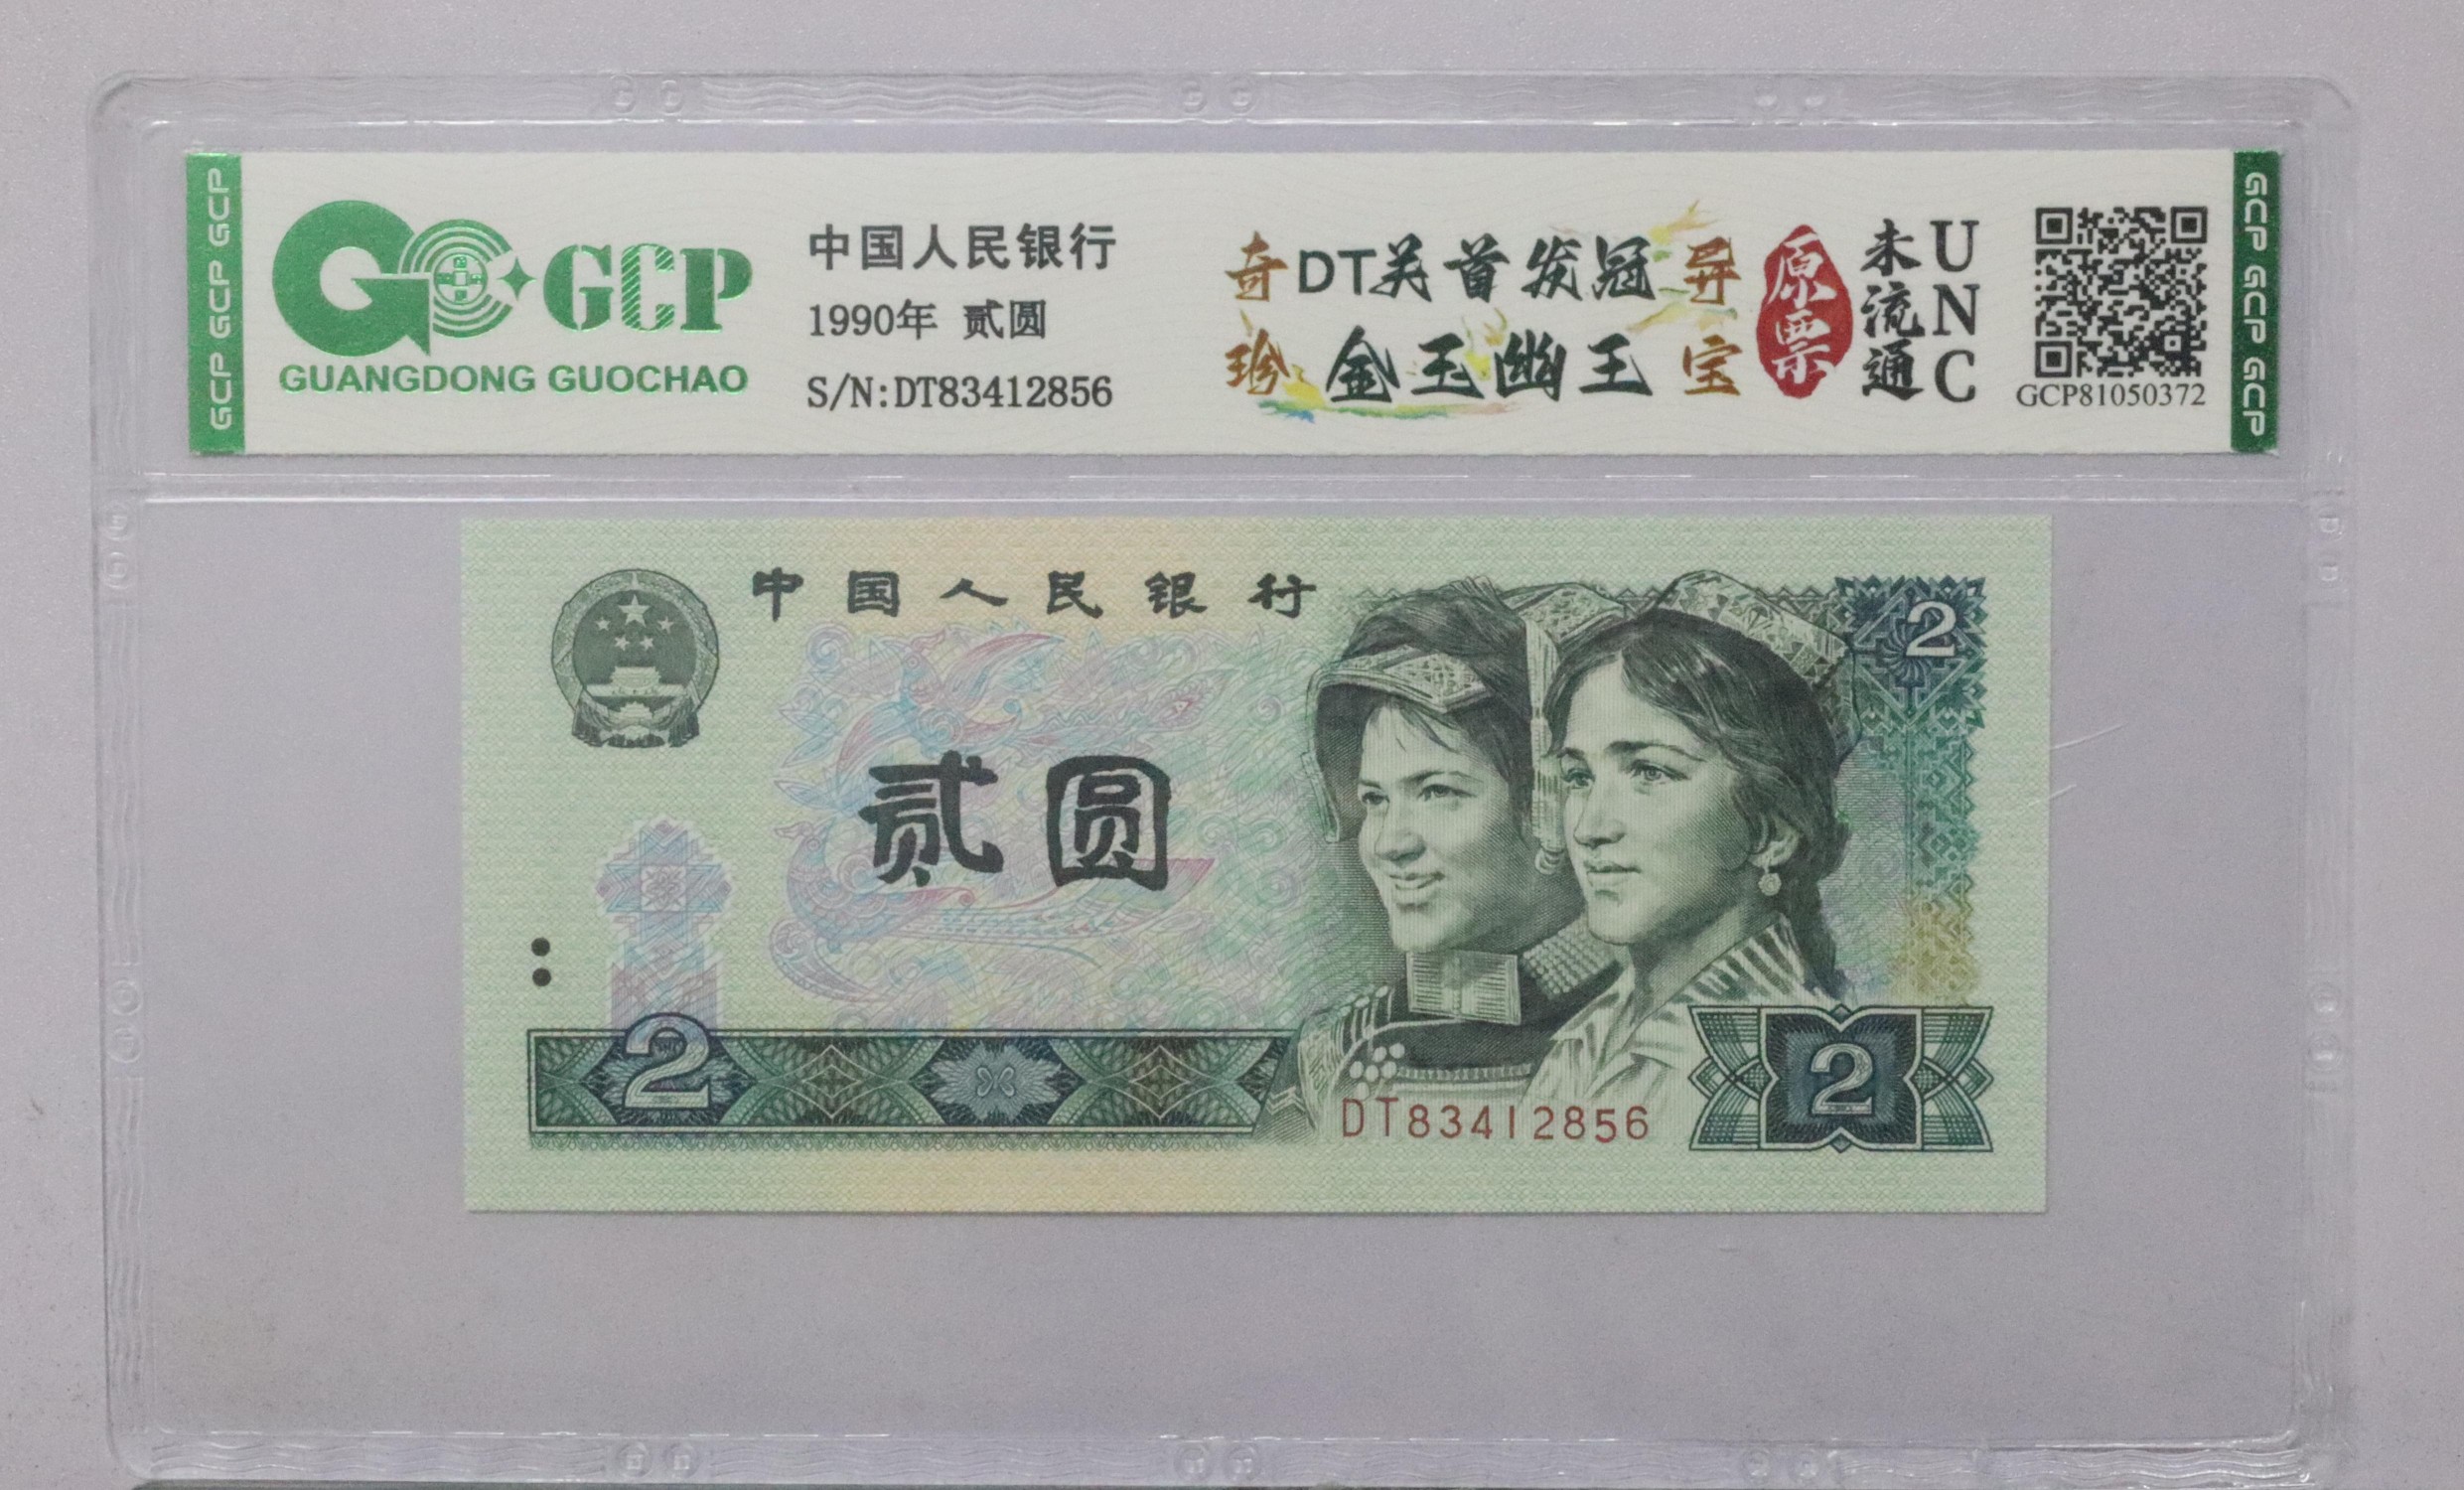 GCP GCP GCP
GCP
GUANGDONG GUOCHAO
中国人民银行
1990年 贰圆
S/N:DT83412856
奇DT关首发冠异
珍金玉幽王宝
原票
未流通
UNC
GCP81050372
GCP GCP GCP
中国人民银行
2
贰圆
2
DT83412856
2